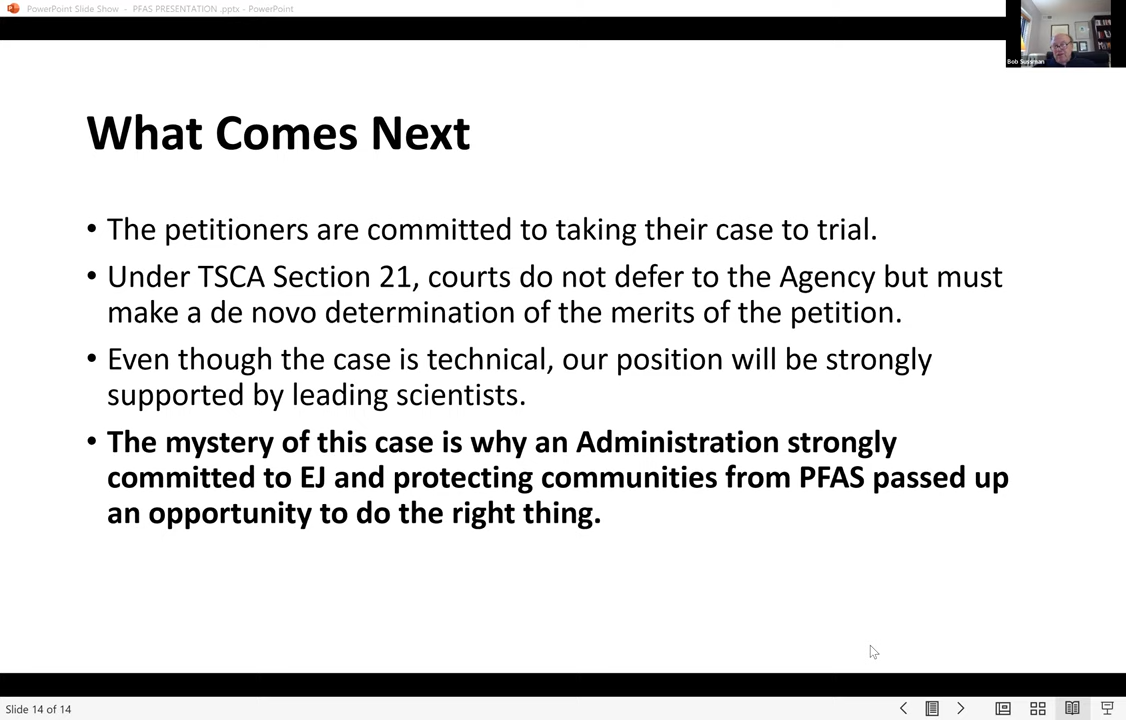 PowerPoint Slide Show - PFAS PRESENTATION .pptx - PowerPoint
Bob Sussman
What Comes Next
• The petitioners are committed to taking their case to trial.
• Under TSCA Section 21, courts do not defer to the Agency but must
make a de novo determination of the merits of the petition.
• Even though the case is technical, our position will be strongly
supported by leading scientists.
• The mystery of this case is why an Administration strongly
committed to EJ and protecting communities from PFAS passed up
an opportunity to do the right thing.
Slide 14 of 14